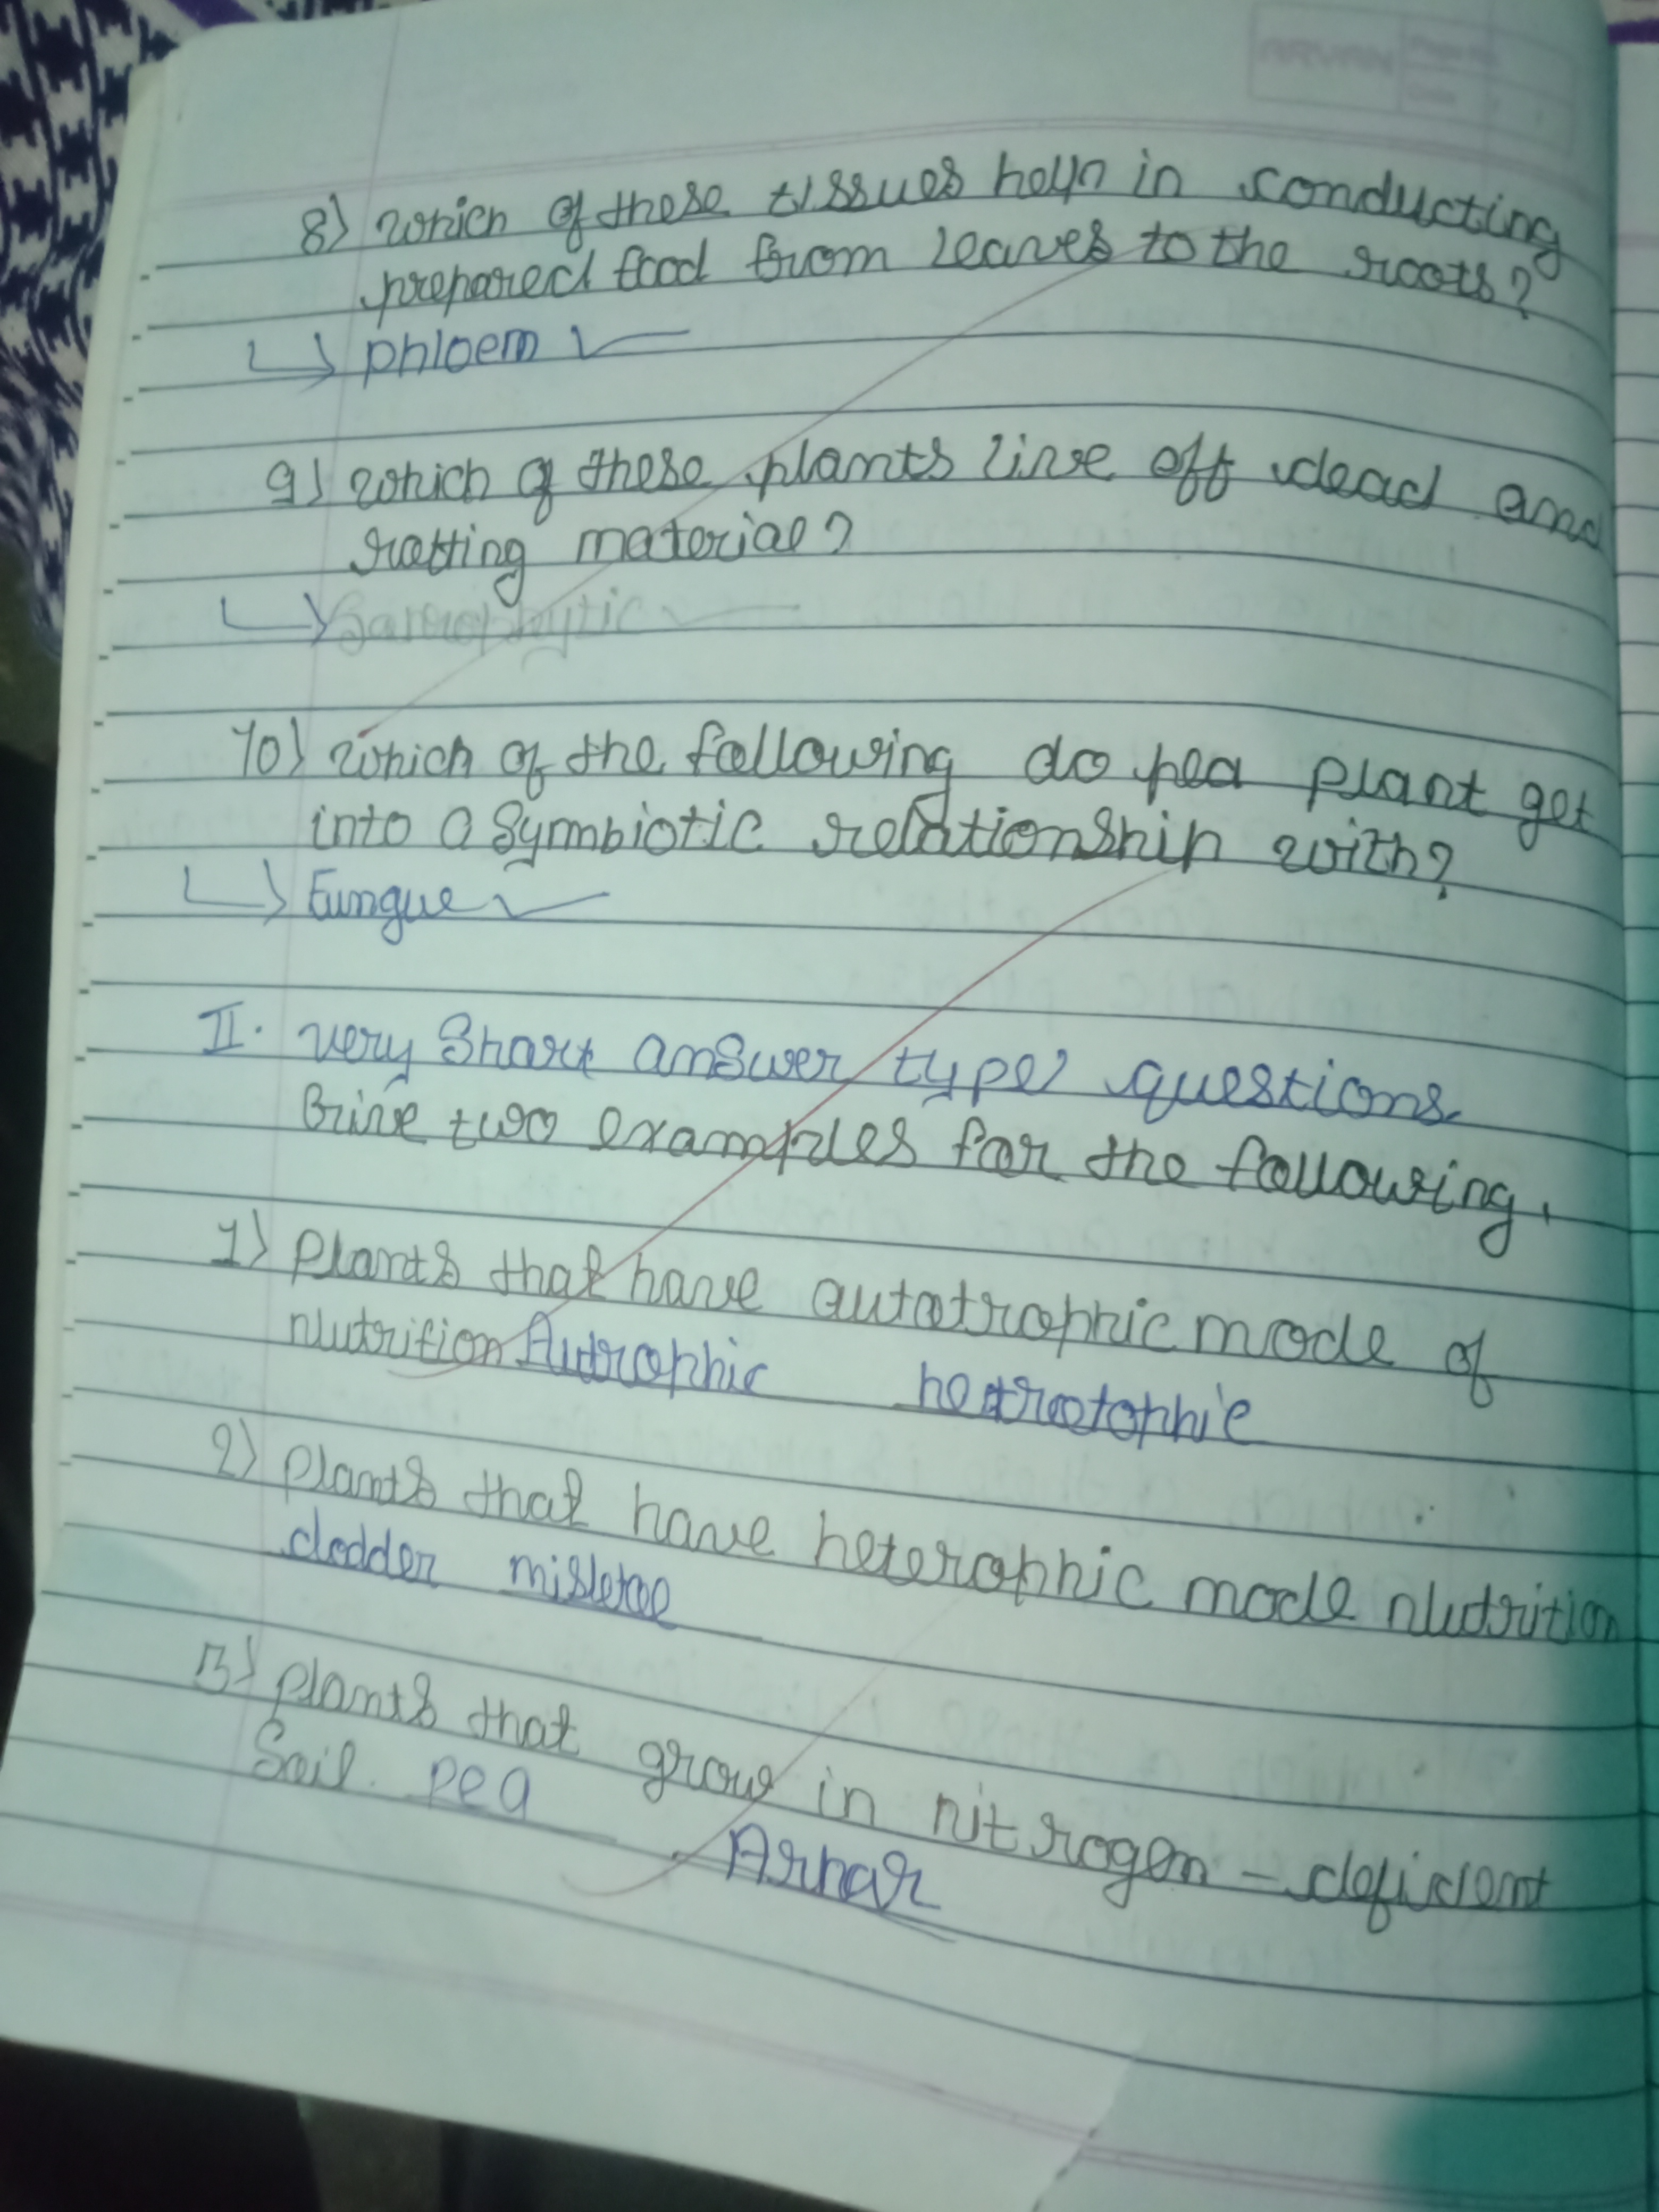 8) which of these tissues help in conducting
prepared food from leaves to the roots?
↳ phloem ✓
9) which of these plants live off dead and
rotting material?
↳ Saprophytic ✓
10) which of the following do pea plant get
into a symbiotic relationship with?
↳ Fungue ✓
II. very Short answer type questions.
Give two examples for the following.
1) plants that have autotrophic mode of
nutrition Autrophic hetrotophic
2) plants that have heterophic mode nutrition
dodder misletoe
3) plants that grow in nitrogen - deficient
Soil. pea Arhar